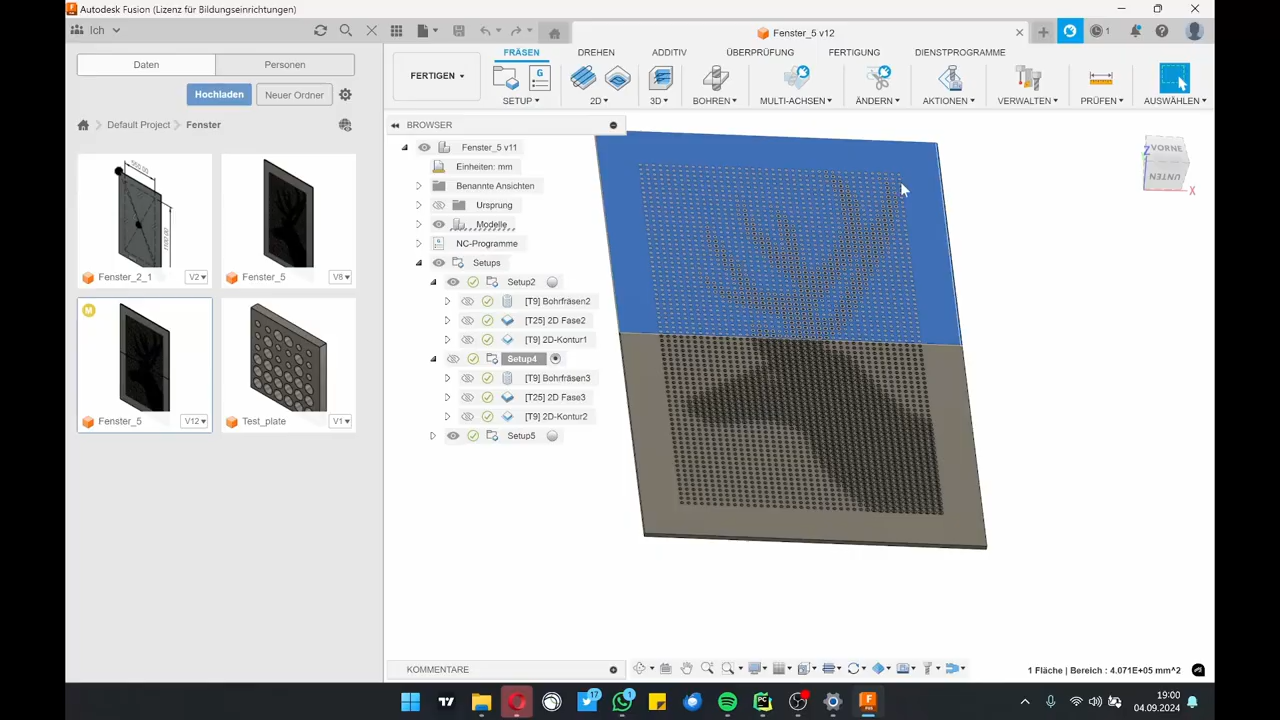 Autodesk Fusion (Lizenz für Bildungseinrichtungen)
Ich
Fenster_5 v12
1
Daten
Personen
Hochladen
Neuer Ordner
Default Project
Fenster
Fenster_2_1
V2
Fenster_5
V8
M
Fenster_5
V12
Test_plate
V1
FERTIGEN
FRÄSEN
DREHEN
ADDITIV
ÜBERPRÜFUNG
FERTIGUNG
DIENSTPROGRAMME
G
SETUP
2D
3D
BOHREN
MULTI-ACHSEN
ÄNDERN
AKTIONEN
VERWALTEN
PRÜFEN
AUSWÄHLEN
BROWSER
Fenster_5 v11
Einheiten: mm
Benannte Ansichten
Ursprung
Modelle
NC-Programme
Setups
Setup2
[T9] Bohrfräsen2
[T25] 2D Fase2
[T9] 2D-Kontur1
Setup4
[T9] Bohrfräsen3
[T25] 2D Fase3
[T9] 2D-Kontur2
Setup5
VORNE
UNTEN
Z
X
KOMMENTARE
1 Fläche | Bereich : 4.071E+05 mm^2
17
1
PC
F
19:00
04.09.2024